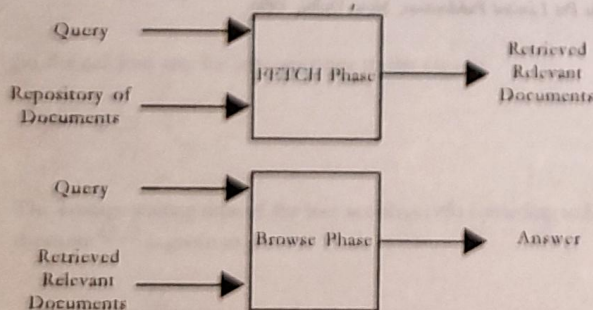 Query
FETCH Phase
Retrieved
Relevant
Documents
Repository of
Documents
Query
Browse Phase
Answer
Retrieved
Relevant
Documents